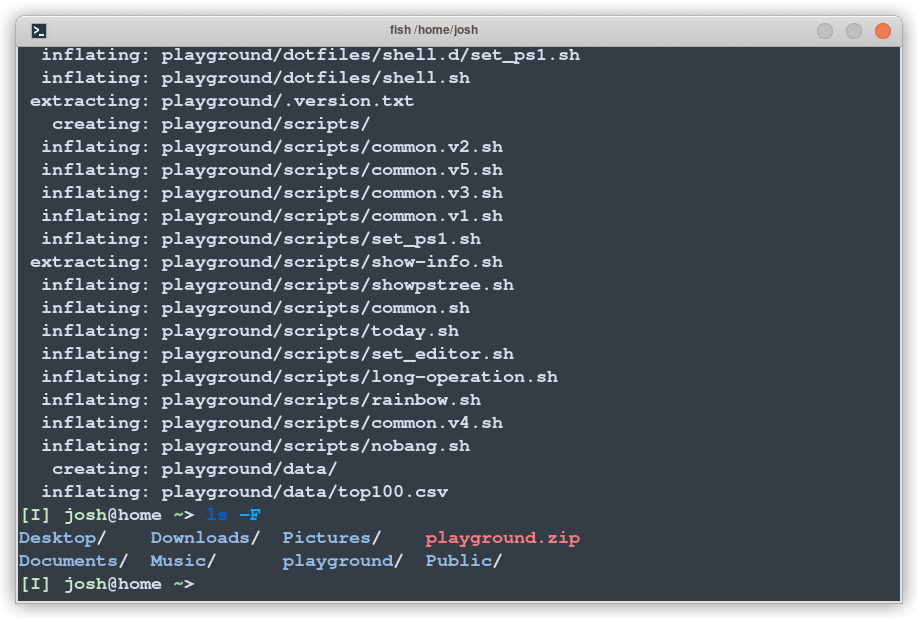 fish /home/josh
inflating: playground/dotfiles/shell.d/set_ps1.sh
inflating: playground/dotfiles/shell.sh
extracting: playground/.version.txt
creating: playground/scripts/
inflating: playground/scripts/common.v2.sh
inflating: playground/scripts/common.v5.sh
inflating: playground/scripts/common.v3.sh
inflating: playground/scripts/common.v1.sh
inflating: playground/scripts/set_ps1.sh
extracting: playground/scripts/show-info.sh
inflating: playground/scripts/showpstree.sh
inflating: playground/scripts/common.sh
inflating: playground/scripts/today.sh
inflating: playground/scripts/set_editor.sh
inflating: playground/scripts/long-operation.sh
inflating: playground/scripts/rainbow.sh
inflating: playground/scripts/common.v4.sh
inflating: playground/scripts/nobang.sh
creating: playground/data/
inflating: playground/data/top100.csv
[I] josh@home ~> ls -F
Desktop/    Downloads/  Pictures/    playground.zip
Documents/  Music/      playground/  Public/
[I] josh@home ~>